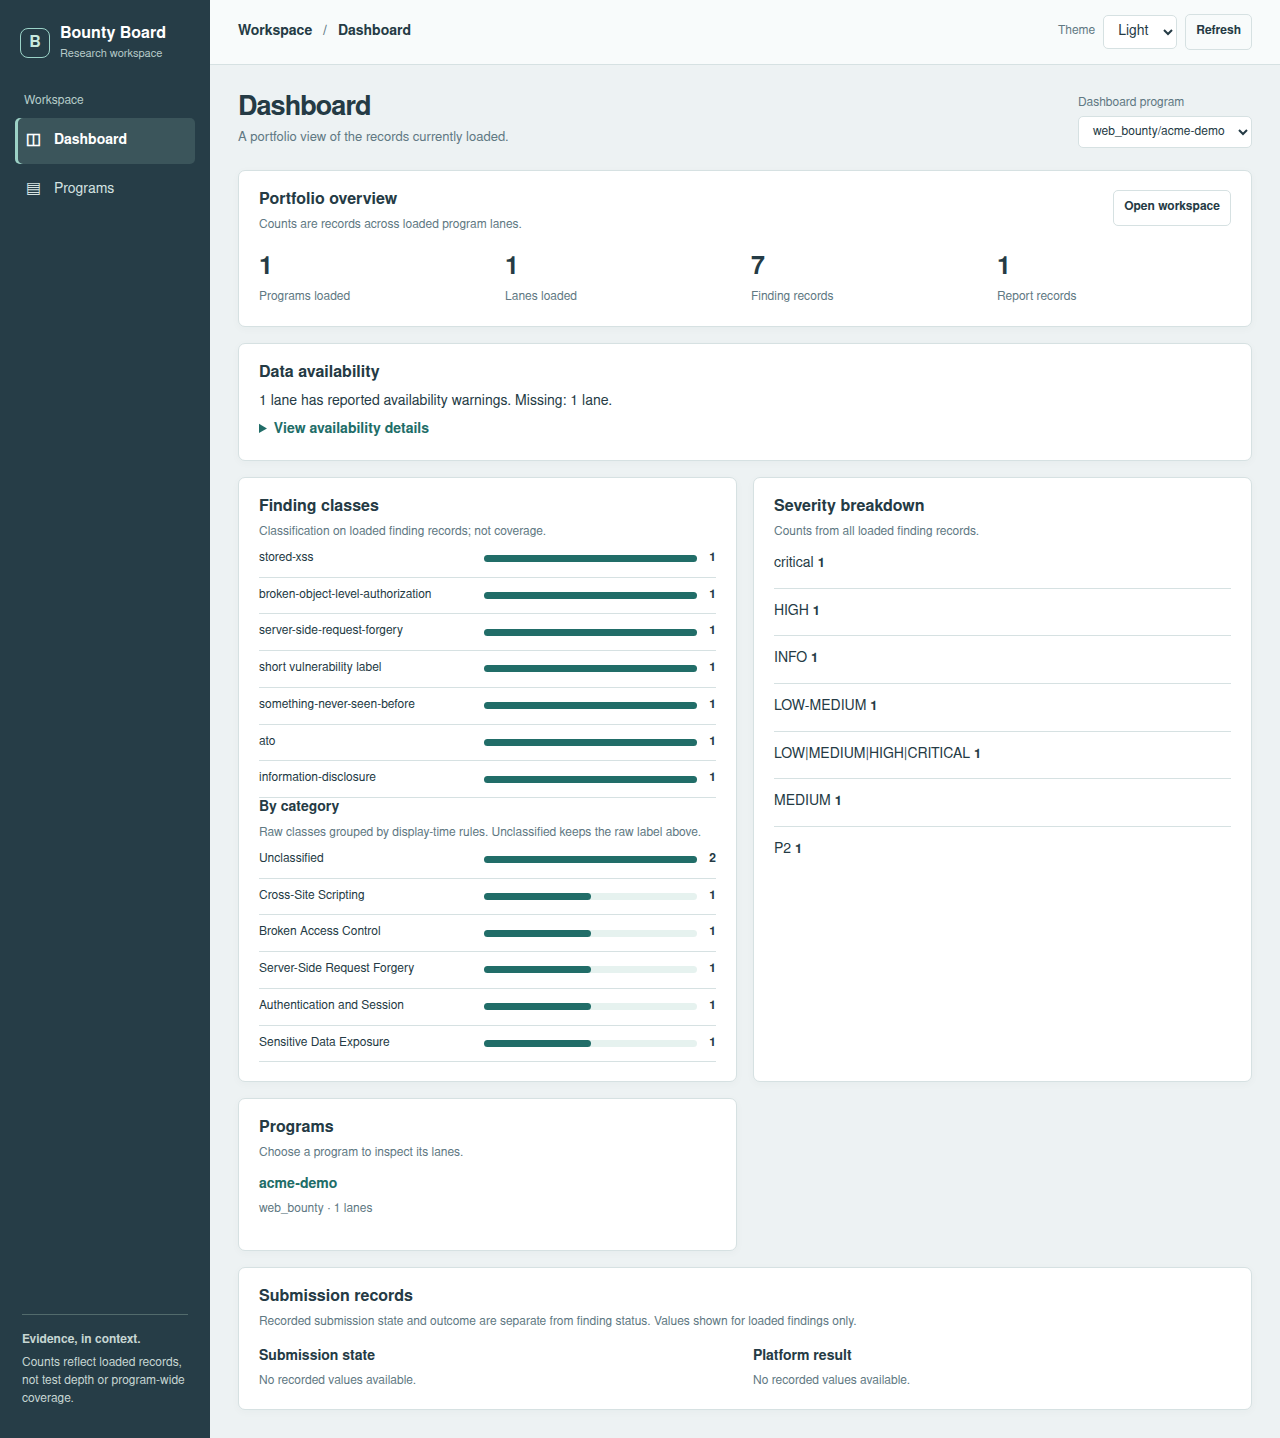 B
Bounty Board
Research workspace
Workspace
Dashboard
Programs
Evidence, in context.
Counts reflect loaded records,
not test depth or program-wide
coverage.
Workspace / Dashboard
Theme Light Refresh
Dashboard
A portfolio view of the records currently loaded.
Dashboard program
web_bounty/acme-demo
Portfolio overview
Counts are records across loaded program lanes.
Open workspace
1
Programs loaded
1
Lanes loaded
7
Finding records
1
Report records
Data availability
1 lane has reported availability warnings. Missing: 1 lane.
View availability details
Finding classes
Classification on loaded finding records; not coverage.
stored-xss 1
broken-object-level-authorization 1
server-side-request-forgery 1
short vulnerability label 1
something-never-seen-before 1
ato 1
information-disclosure 1
By category
Raw classes grouped by display-time rules. Unclassified keeps the raw label above.
Unclassified 2
Cross-Site Scripting 1
Broken Access Control 1
Server-Side Request Forgery 1
Authentication and Session 1
Sensitive Data Exposure 1
Severity breakdown
Counts from all loaded finding records.
critical 1
HIGH 1
INFO 1
LOW-MEDIUM 1
LOW|MEDIUM|HIGH|CRITICAL 1
MEDIUM 1
P2 1
Programs
Choose a program to inspect its lanes.
acme-demo
web_bounty · 1 lanes
Submission records
Recorded submission state and outcome are separate from finding status. Values shown for loaded findings only.
Submission state
No recorded values available.
Platform result
No recorded values available.